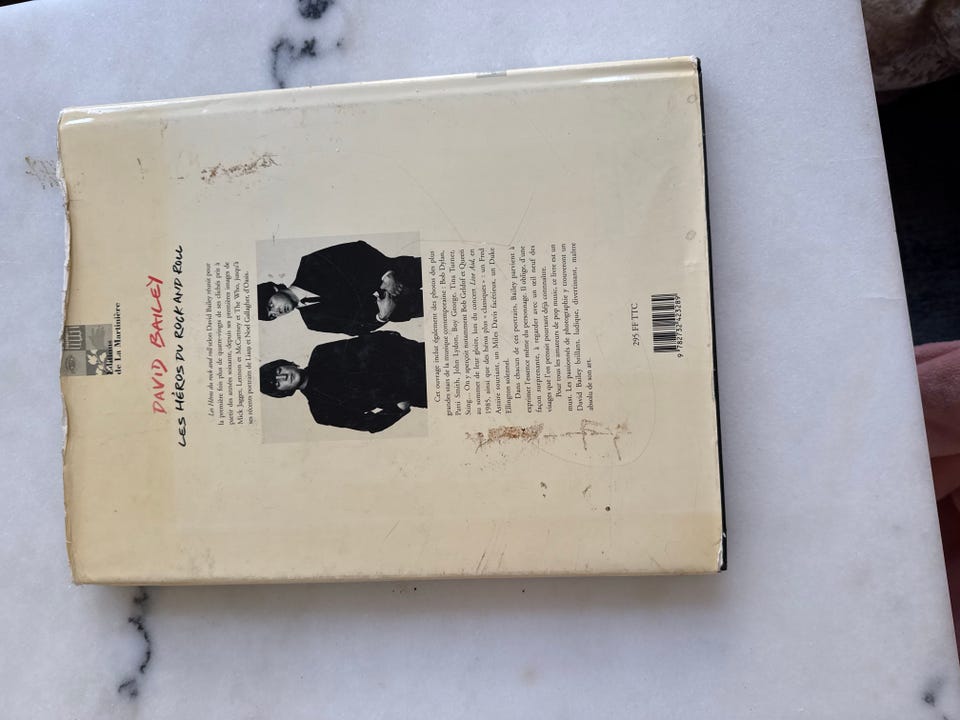 Éditions
de La Martinière
DAVID BAILEY
LES HÉROS DU ROCK AND ROLL
Les Héros du rock and roll selon David Bailey réunit pour
la première fois plus de quatre-vingts de ses clichés pris à
partir des années soixante, depuis ses premières images de
Mick Jagger, Lennon et McCartney et The Who, jusqu'à
ses récents portraits de Liam et Noel Gallagher, d'Oasis.
Cet ouvrage inclut également des photos des plus
grandes stars de la musique contemporaine : Bob Dylan,
Patti Smith, John Lydon, Boy George, Tina Turner,
Sting... On y aperçoit notamment Bob Geldof et Queen
au sommet de leur gloire, lors du concert Live Aid, en
1985, ainsi que des héros plus « classiques » : un Fred
Astaire souriant, un Miles Davis facétieux, un Duke
Ellington solennel.
Dans chacun de ces portraits, Bailey parvient à
exprimer l'essence même du personnage. Il oblige, d'une
façon surprenante, à regarder avec un œil neuf des
visages que l'on pensait pourtant déjà connaître.
Pour tous les amateurs de pop music, ce livre est un
must. Les passionnés de photographie y trouveront un
David Bailey brillant, ludique, divertissant, maître
absolu de son art.
295 FF TTC
9 782732 423289